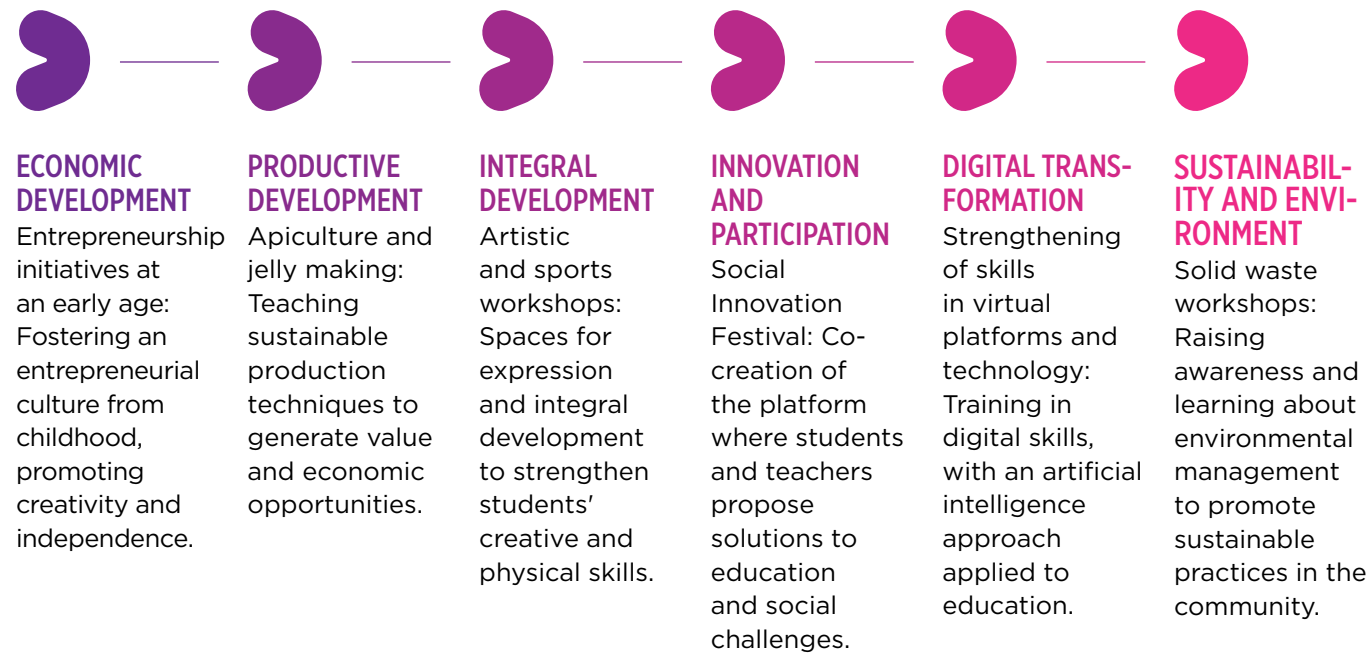 ECONOMIC
DEVELOPMENT
Entrepreneurship
initiatives at
an early age:
Fostering an
entrepreneurial
culture from
childhood,
promoting
creativity and
independence.
PRODUCTIVE
DEVELOPMENT
Apiculture and
jelly making:
Teaching
sustainable
production
techniques to
generate value
and economic
opportunities.
INTEGRAL
DEVELOPMENT
Artistic
and sports
workshops:
Spaces for
expression
and integral
development
to strengthen
students'
creative and
physical skills.
INNOVATION
AND
PARTICIPATION
Social
Innovation
Festival: Co-
creation of
the platform
where students
and teachers
propose
solutions to
education
and social
challenges.
DIGITAL TRANS-
FORMATION
Strengthening
of skills
in virtual
platforms and
technology:
Training in
digital skills,
with an artificial
intelligence
approach
applied to
education.
SUSTAINABIL-
ITY AND ENVI-
RONMENT
Solid waste
workshops:
Raising
awareness and
learning about
environmental
management
to promote
sustainable
practices in the
community.